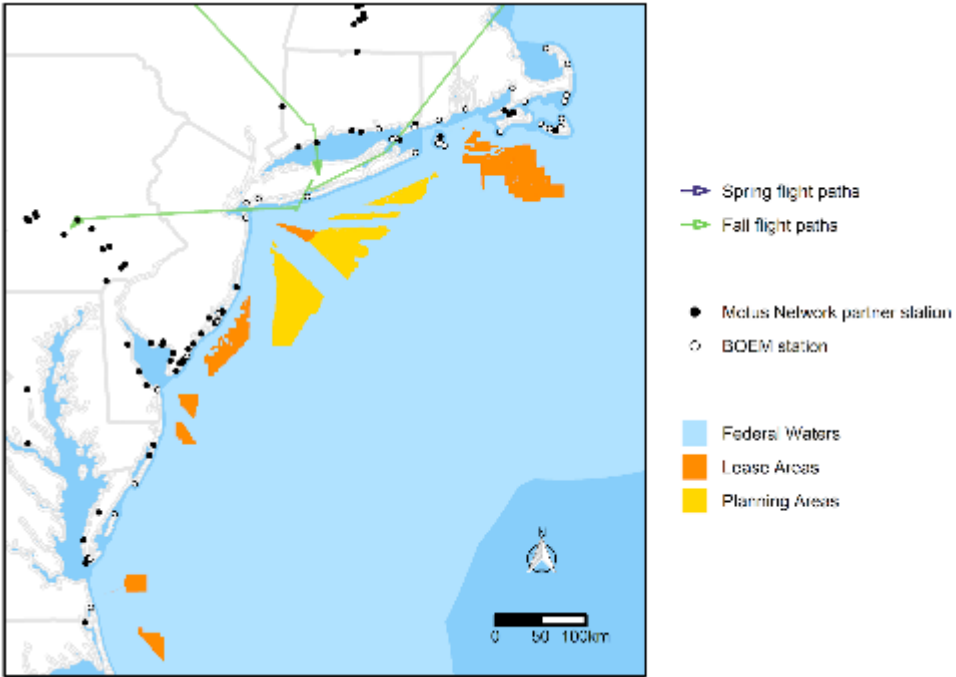 Spring flight paths
Fall flight paths
Motus Network partner station
BOEM station
Federal Waters
Lease Areas
Planning Areas
N
0 50 100km